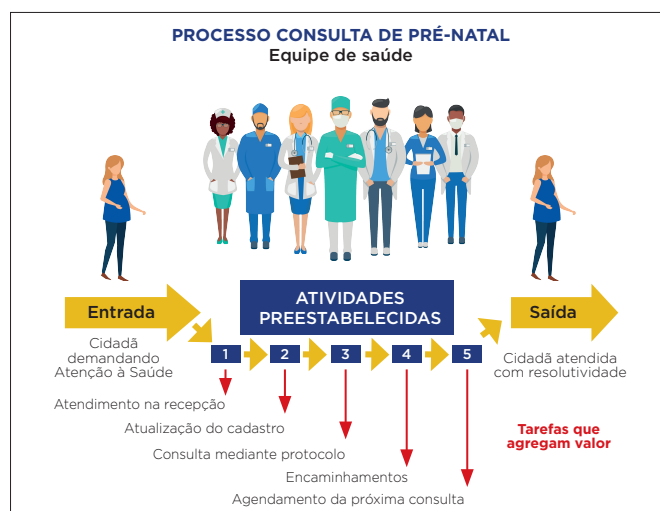 PROCESSO CONSULTA DE PRÉ-NATAL
Equipe de saúde
Entrada
ATIVIDADES
PREESTABELECIDAS
Saída
Cidadã
demandando
Atenção à Saúde
1
2
3
4
5
Cidadã atendida
com resolutividade
Atendimento na recepção
Atualização do cadastro
Consulta mediante protocolo
Encaminhamentos
Agendamento da próxima consulta
Tarefas que
agregam valor